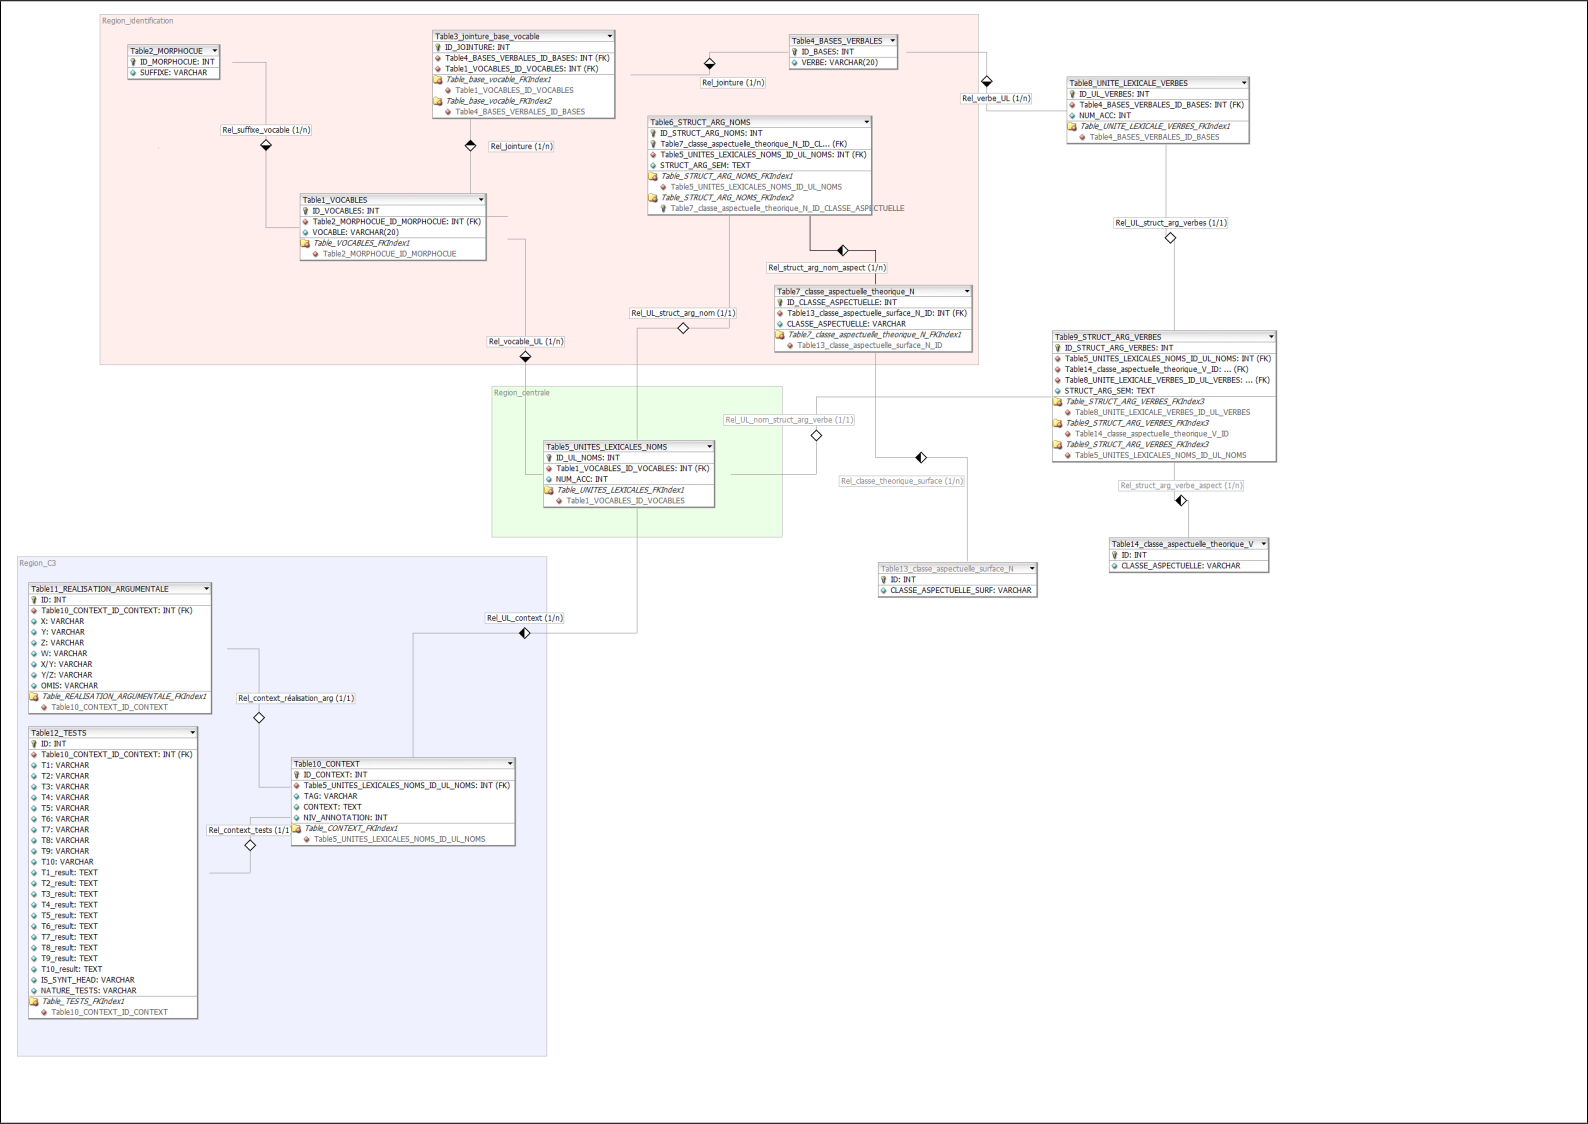 Region_identification
Table2_MORPHOCUE
ID_MORPHOCUE: INT
SUFFIXE: VARCHAR
Table3_jointure_base_vocable
ID_JOINTURE: INT
Table4_BASES_VERBALES_ID_BASES: INT (FK)
Table1_VOCABLES_ID_VOCABLES: INT (FK)
Table_base_vocable_FKIndex1
Table1_VOCABLES_ID_VOCABLES
Table_base_vocable_FKIndex2
Table4_BASES_VERBALES_ID_BASES
Table4_BASES_VERBALES
ID_BASES: INT
VERBE: VARCHAR(20)
Rel_jointure (1/n)
Rel_verbe_UL (1/n)
Table8_UNITE_LEXICALE_VERBES
ID_UL_VERBES: INT
Table4_BASES_VERBALES_ID_BASES: INT (FK)
NUM_ACC: INT
Table_UNITE_LEXICALE_VERBES_FKIndex1
Table4_BASES_VERBALES_ID_BASES
Rel_suffixe_vocable (1/n)
Rel_jointure (1/n)
Table6_STRUCT_ARG_NOMS
ID_STRUCT_ARG_NOMS: INT
Table7_classe_aspectuelle_theorique_N_ID_CL... (FK)
Table5_UNITES_LEXICALES_NOMS_ID_UL_NOMS: INT (FK)
STRUCT_ARG_SEM: TEXT
Table_STRUCT_ARG_NOMS_FKIndex1
Table5_UNITES_LEXICALES_NOMS_ID_UL_NOMS
Table_STRUCT_ARG_NOMS_FKIndex2
Table7_classe_aspectuelle_theorique_N_ID_CLASSE_ASPECTUELLE
Table1_VOCABLES
ID_VOCABLES: INT
Table2_MORPHOCUE_ID_MORPHOCUE: INT (FK)
VOCABLE: VARCHAR(20)
Table_VOCABLES_FKIndex1
Table2_MORPHOCUE_ID_MORPHOCUE
Rel_UL_struct_arg_verbes (1/1)
Rel_struct_arg_nom_aspect (1/n)
Table7_classe_aspectuelle_theorique_N
ID_CLASSE_ASPECTUELLE: INT
Table13_classe_aspectuelle_surface_N_ID: INT (FK)
CLASSE_ASPECTUELLE: VARCHAR
Table7_classe_aspectuelle_theorique_N_FKIndex1
Table13_classe_aspectuelle_surface_N_ID
Rel_UL_struct_arg_nom (1/1)
Rel_vocable_UL (1/n)
Table9_STRUCT_ARG_VERBES
ID_STRUCT_ARG_VERBES: INT
Table5_UNITES_LEXICALES_NOMS_ID_UL_NOMS: INT (FK)
Table14_classe_aspectuelle_theorique_V_ID: ... (FK)
Table8_UNITE_LEXICALE_VERBES_ID_UL_VERBES: ... (FK)
STRUCT_ARG_SEM: TEXT
Table_STRUCT_ARG_VERBES_FKIndex3
Table8_UNITE_LEXICALE_VERBES_ID_UL_VERBES
Table9_STRUCT_ARG_VERBES_FKIndex3
Table14_classe_aspectuelle_theorique_V_ID
Table9_STRUCT_ARG_VERBES_FKIndex3
Table5_UNITES_LEXICALES_NOMS_ID_UL_NOMS
Region_centrale
Rel_UL_nom_struct_arg_verbe (1/1)
Table5_UNITES_LEXICALES_NOMS
ID_UL_NOMS: INT
Table1_VOCABLES_ID_VOCABLES: INT (FK)
NUM_ACC: INT
Table_UNITES_LEXICALES_FKIndex1
Table1_VOCABLES_ID_VOCABLES
Rel_classe_theorique_surface (1/n)
Rel_struct_arg_verbe_aspect (1/n)
Table14_classe_aspectuelle_theorique_V
ID: INT
CLASSE_ASPECTUELLE: VARCHAR
Table13_classe_aspectuelle_surface_N
ID: INT
CLASSE_ASPECTUELLE_SURF: VARCHAR
Region_C3
Table11_REALISATION_ARGUMENTALE
ID: INT
Table10_CONTEXT_ID_CONTEXT: INT (FK)
X: VARCHAR
Y: VARCHAR
Z: VARCHAR
W: VARCHAR
X/Y: VARCHAR
Y/Z: VARCHAR
OMIS: VARCHAR
Table_REALISATION_ARGUMENTALE_FKIndex1
Table10_CONTEXT_ID_CONTEXT
Rel_UL_context (1/n)
Rel_context_réalisation_arg (1/1)
Table12_TESTS
ID: INT
Table10_CONTEXT_ID_CONTEXT: INT (FK)
T1: VARCHAR
T2: VARCHAR
T3: VARCHAR
T4: VARCHAR
T5: VARCHAR
T6: VARCHAR
T7: VARCHAR
T8: VARCHAR
T9: VARCHAR
T10: VARCHAR
T1_result: TEXT
T2_result: TEXT
T3_result: TEXT
T4_result: TEXT
T5_result: TEXT
T6_result: TEXT
T7_result: TEXT
T8_result: TEXT
T9_result: TEXT
T10_result: TEXT
IS_SYNT_HEAD: VARCHAR
NATURE_TESTS: VARCHAR
Table_TESTS_FKIndex1
Table10_CONTEXT_ID_CONTEXT
Rel_context_tests (1/1
Table10_CONTEXT
ID_CONTEXT: INT
Table5_UNITES_LEXICALES_NOMS_ID_UL_NOMS: INT (FK)
TAG: VARCHAR
CONTEXT: TEXT
NIV_ANNOTATION: INT
Table_CONTEXT_FKIndex1
Table5_UNITES_LEXICALES_NOMS_ID_UL_NOMS